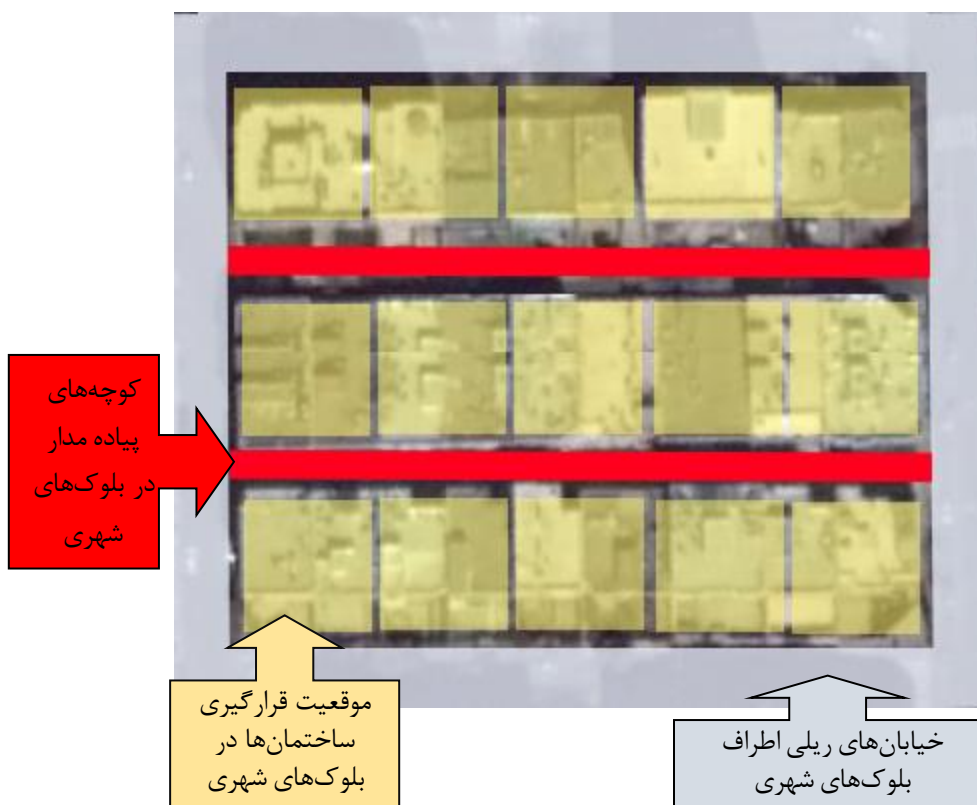 کوچه‌های
پیاده مدار
در بلوک‌های
شهری
موقعیت قرارگیری
ساختمان‌ها در
بلوک‌های شهری
خیابان‌های ریلی اطراف
بلوک‌های شهری